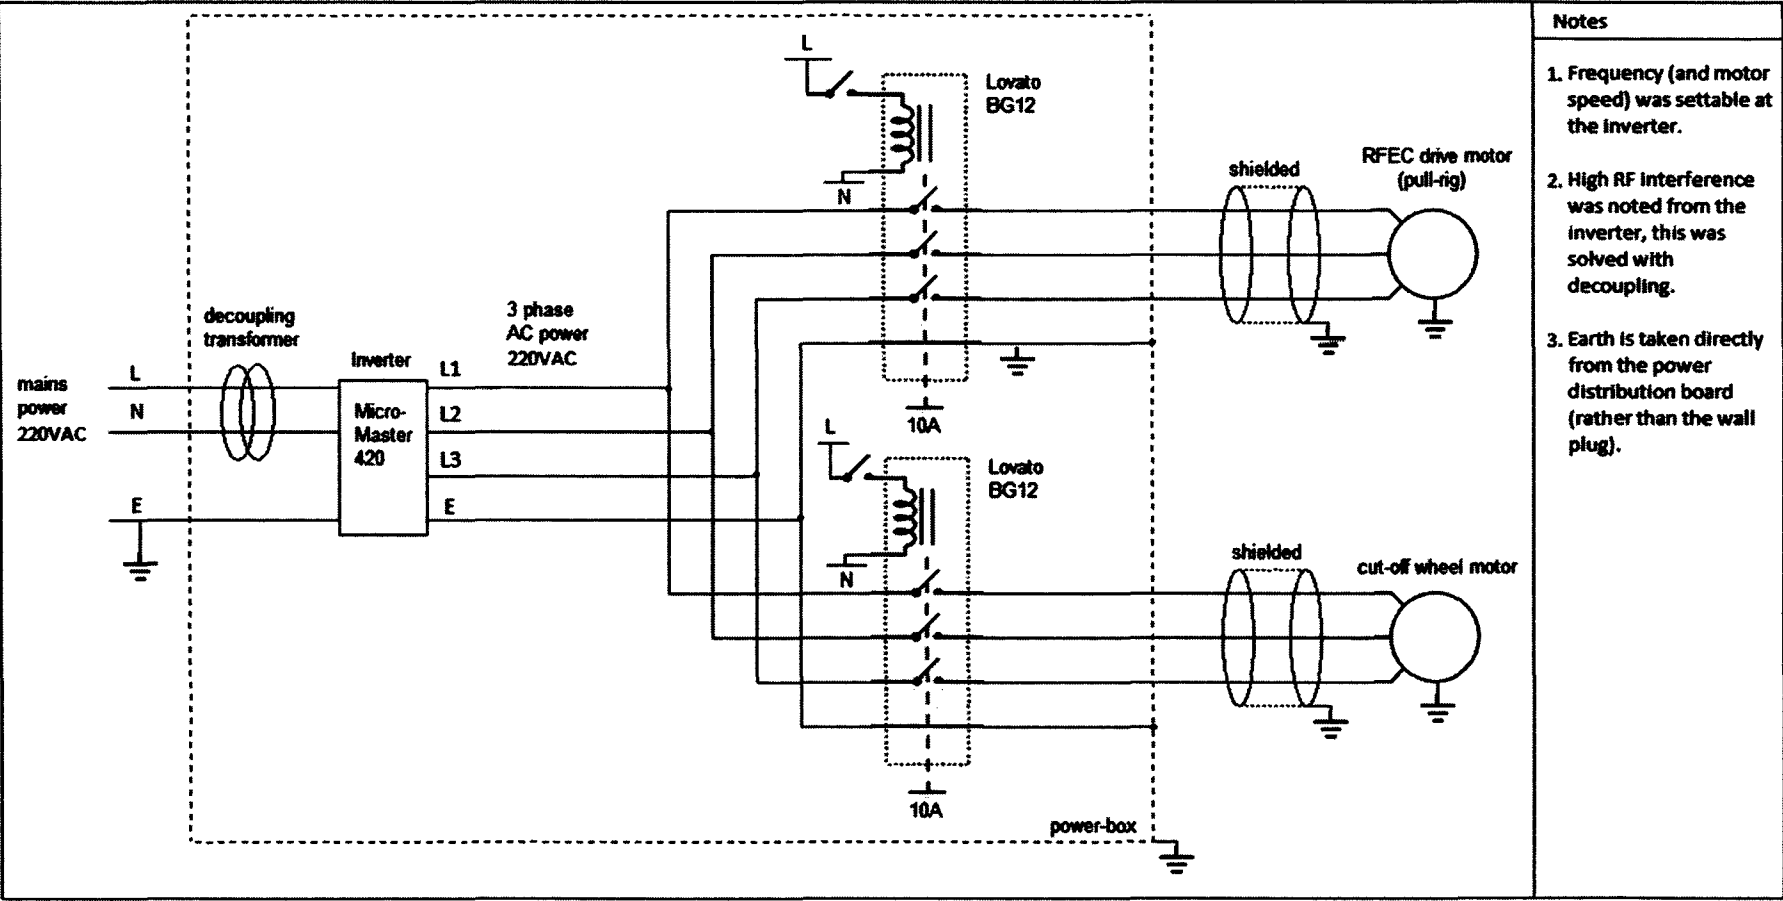 L
Lovato
BG12
N
shielded
RFEC drive motor
(pull-rig)
decoupling
transformer
3 phase
AC power
220VAC
Inverter
mains
power
220VAC
L
N
E
Micro-
Master
420
L1
L2
L3
E
10A
L
Lovato
BG12
N
shielded
cut-off wheel motor
10A
power-box
Notes
1. Frequency (and motor
speed) was settable at
the inverter.
2. High RF interference
was noted from the
inverter, this was
solved with
decoupling.
3. Earth is taken directly
from the power
distribution board
(rather than the wall
plug).